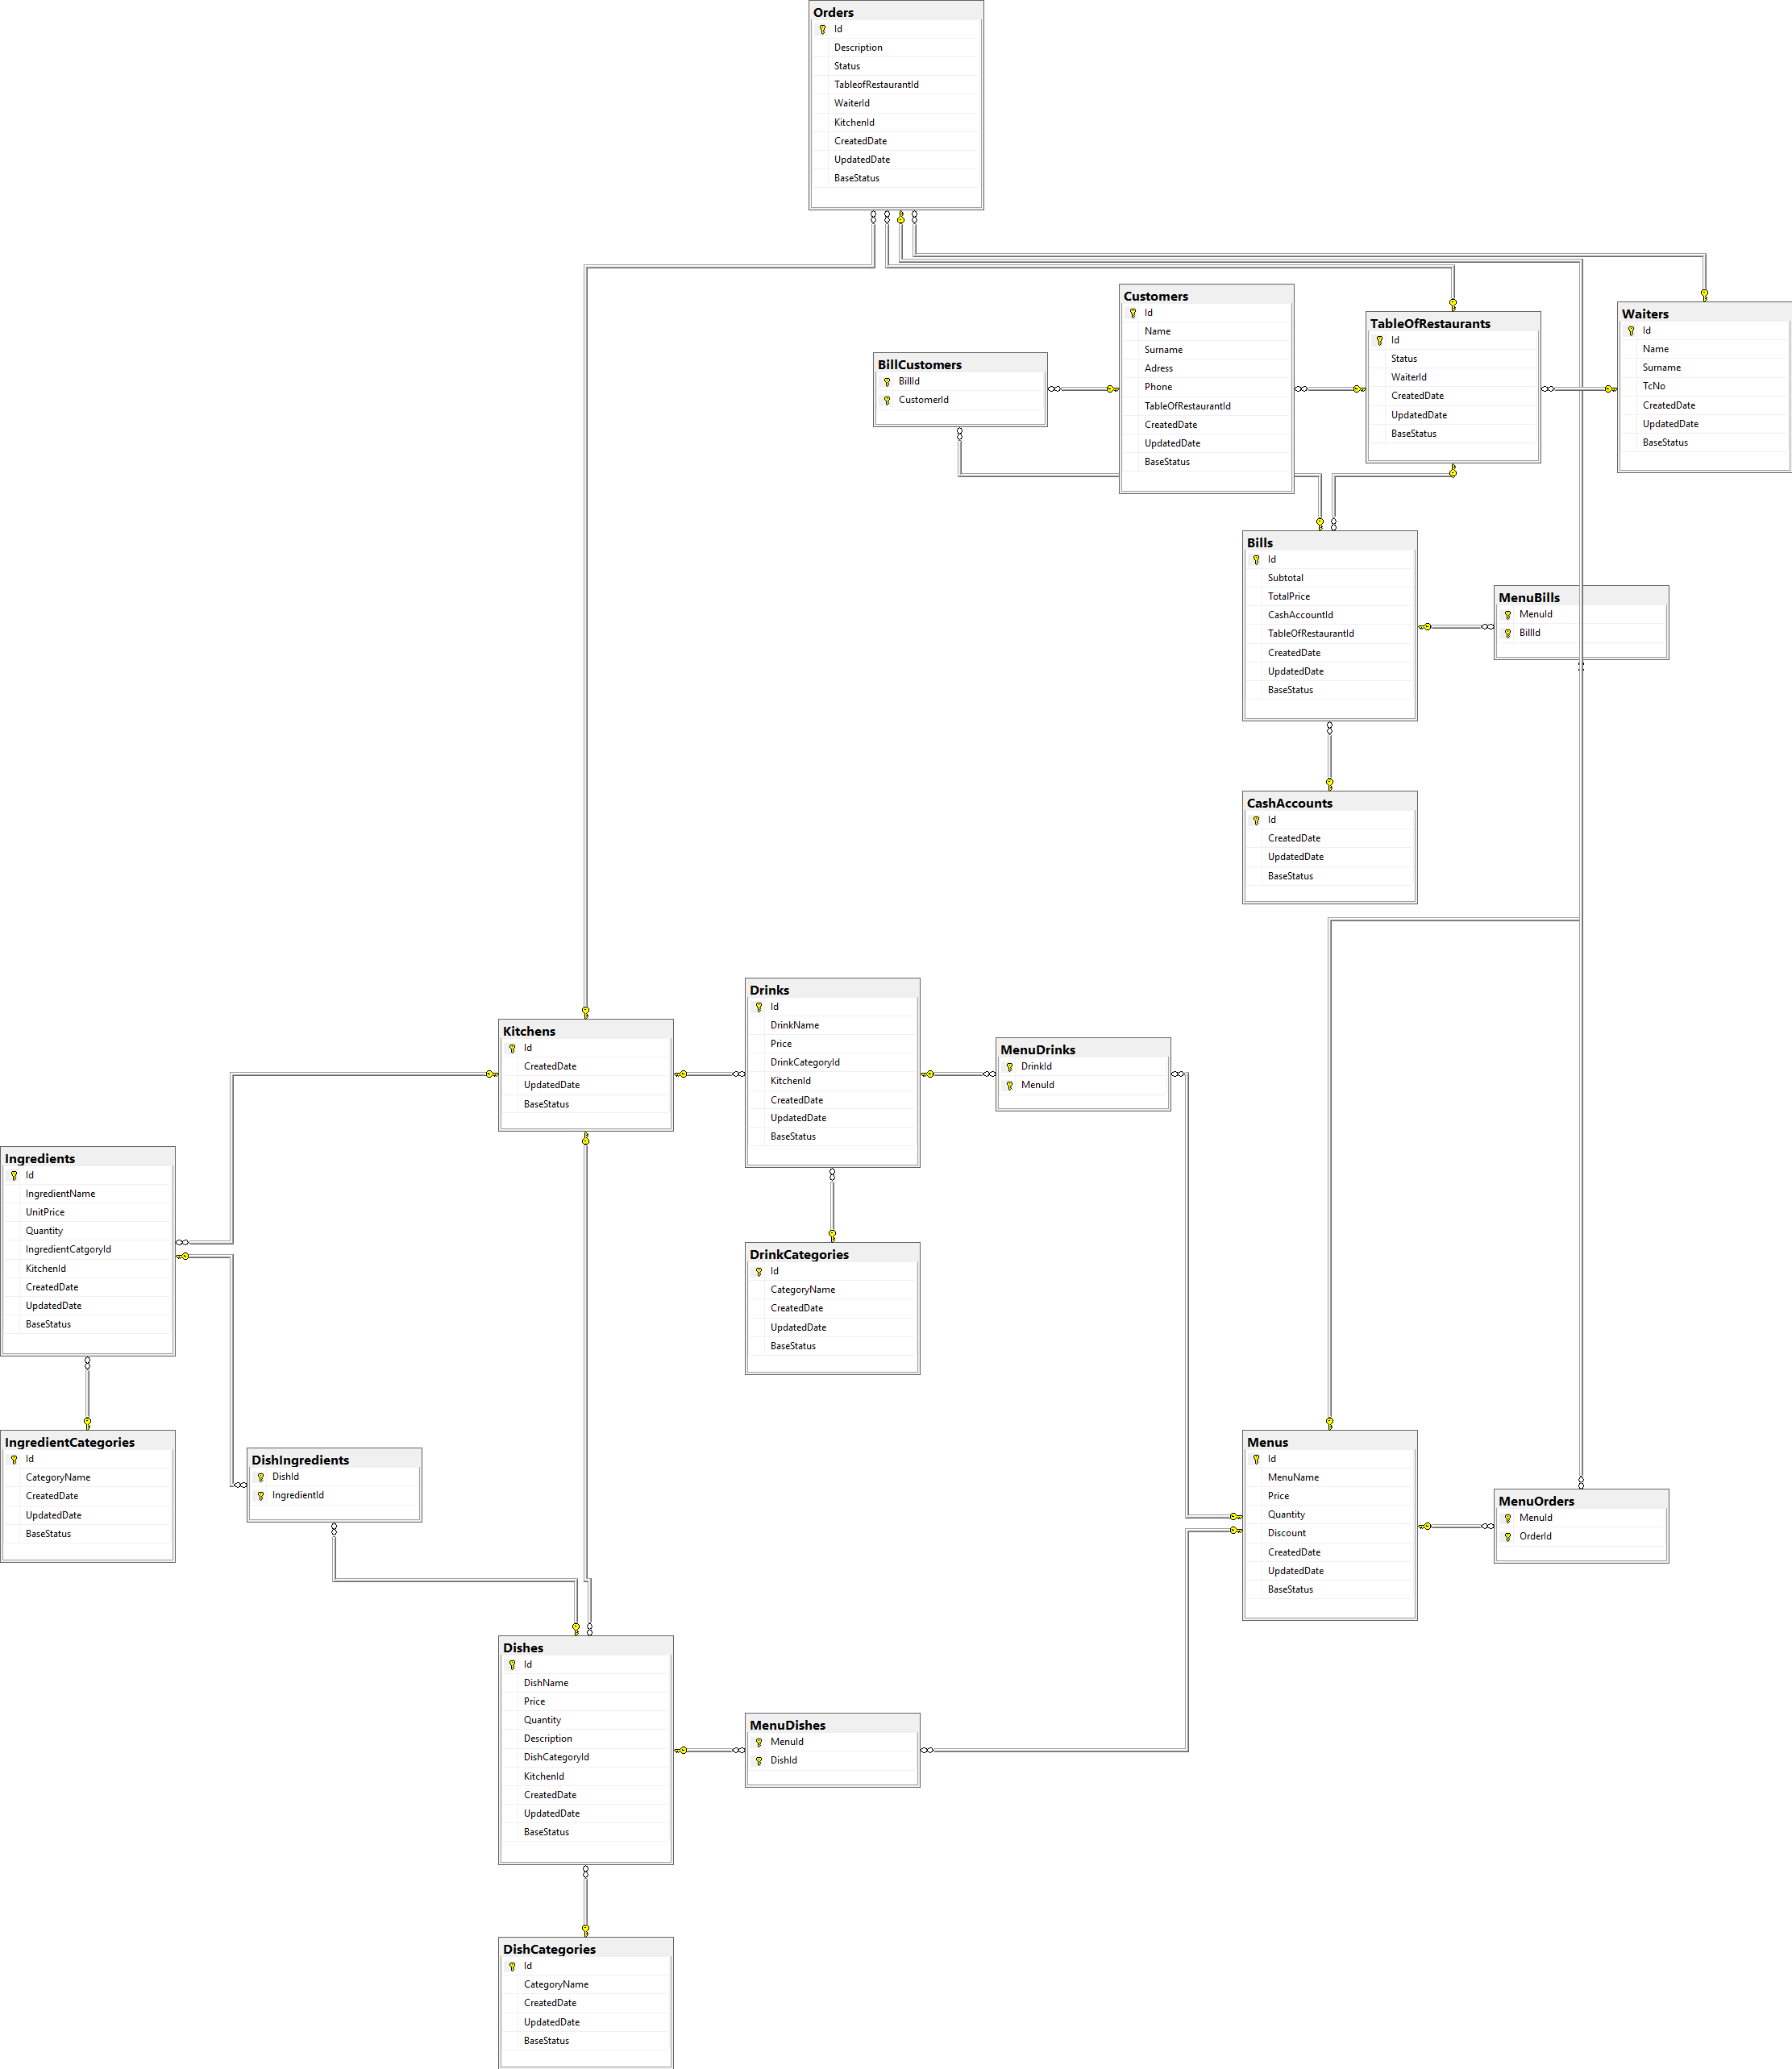 Orders
Id
Description
Status
TableofRestaurantId
WaiterId
KitchenId
CreatedDate
UpdatedDate
BaseStatus
Customers
Id
Name
Surname
Adress
Phone
TableOfRestaurantId
CreatedDate
UpdatedDate
BaseStatus
TableOfRestaurants
Id
Status
WaiterId
CreatedDate
UpdatedDate
BaseStatus
Waiters
Id
Name
Surname
TcNo
CreatedDate
UpdatedDate
BaseStatus
BillCustomers
BillId
CustomerId
Bills
Id
Subtotal
TotalPrice
CashAccountId
TableOfRestaurantId
CreatedDate
UpdatedDate
BaseStatus
MenuBills
MenuId
BillId
CashAccounts
Id
CreatedDate
UpdatedDate
BaseStatus
Kitchens
Id
CreatedDate
UpdatedDate
BaseStatus
Drinks
Id
DrinkName
Price
DrinkCategoryId
KitchenId
CreatedDate
UpdatedDate
BaseStatus
MenuDrinks
DrinkId
MenuId
Ingredients
Id
IngredientName
UnitPrice
Quantity
IngredientCatgoryId
KitchenId
CreatedDate
UpdatedDate
BaseStatus
DrinkCategories
Id
CategoryName
CreatedDate
UpdatedDate
BaseStatus
IngredientCategories
Id
CategoryName
CreatedDate
UpdatedDate
BaseStatus
DishIngredients
DishId
IngredientId
Menus
Id
MenuName
Price
Quantity
Discount
CreatedDate
UpdatedDate
BaseStatus
MenuOrders
MenuId
OrderId
Dishes
Id
DishName
Price
Quantity
Description
DishCategoryId
KitchenId
CreatedDate
UpdatedDate
BaseStatus
MenuDishes
MenuId
DishId
DishCategories
Id
CategoryName
CreatedDate
UpdatedDate
BaseStatus